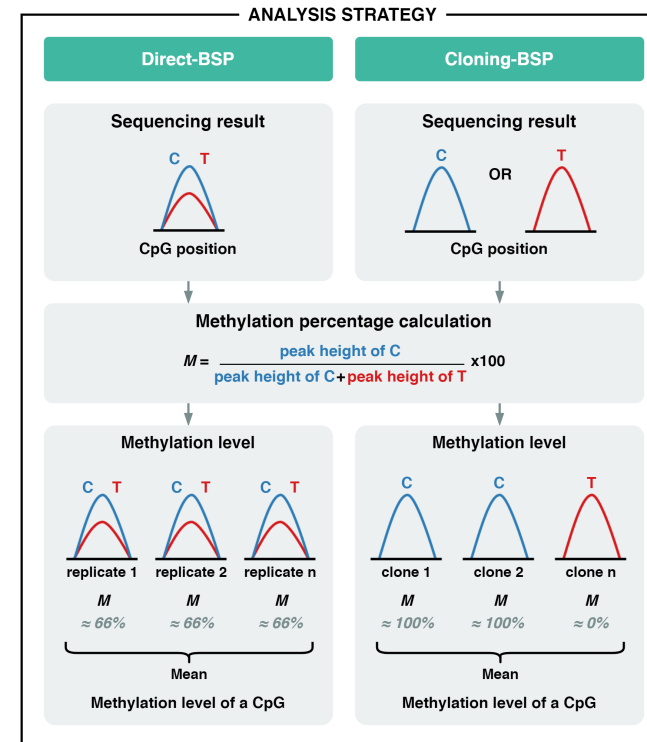 ANALYSIS STRATEGY
Direct-BSP
Cloning-BSP
Sequencing result
C T
CpG position
Sequencing result
C
OR
T
CpG position
Methylation percentage calculation
M = peak height of C x100
peak height of C+peak height of T
Methylation level
C T C T C T
replicate 1 replicate 2 replicate n
M M M
≈ 66% ≈ 66% ≈ 66%
Mean
Methylation level of a CpG
Methylation level
C C T
clone 1 clone 2 clone n
M M M
≈ 100% ≈ 100% ≈ 0%
Mean
Methylation level of a CpG